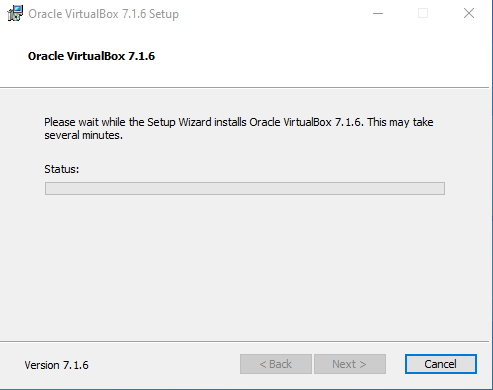 Oracle VirtualBox 7.1.6 Setup
Oracle VirtualBox 7.1.6
Please wait while the Setup Wizard installs Oracle VirtualBox 7.1.6. This may take
several minutes.
Status:
Version 7.1.6
< Back
Next >
Cancel